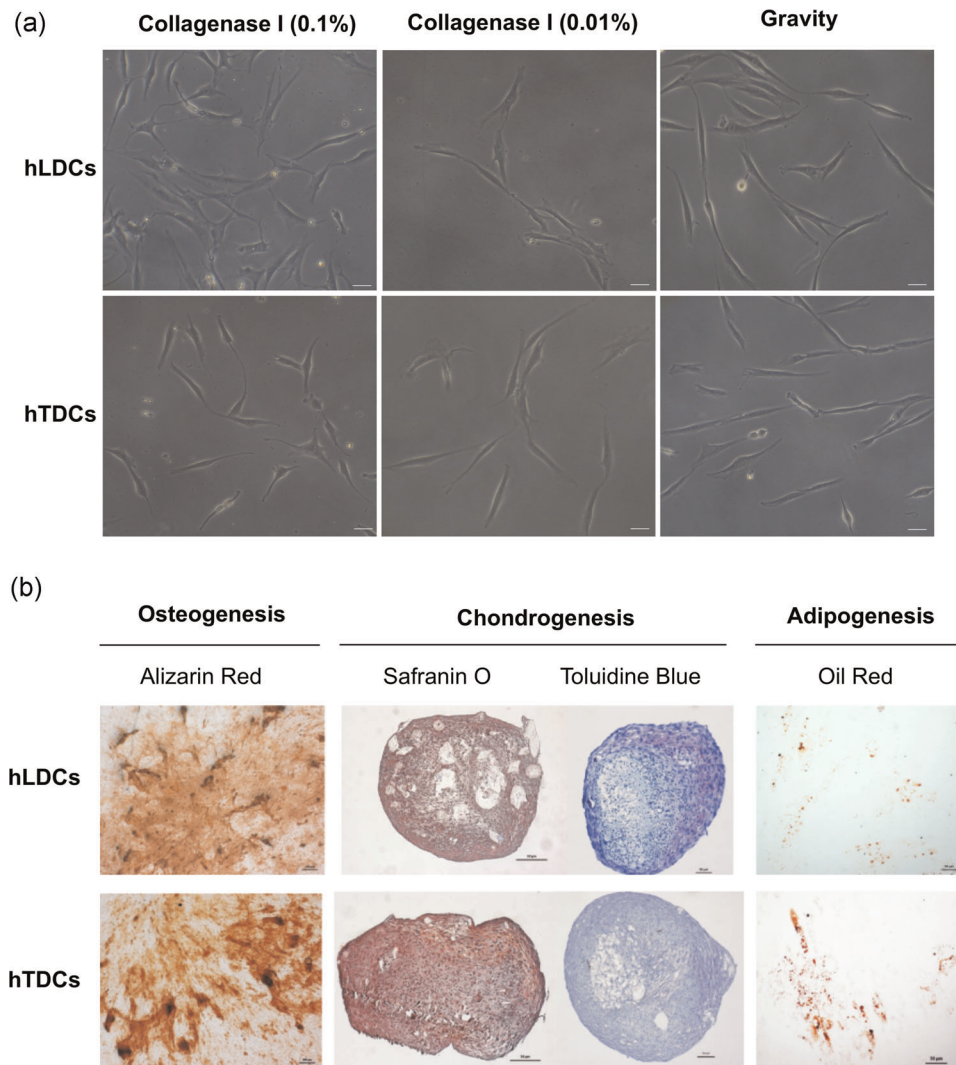 (a)
Collagenase I (0.1%) Collagenase I (0.01%) Gravity
hLDCs
hTDCs
(b)
Osteogenesis Chondrogenesis Adipogenesis
Alizarin Red Safranin O Toluidine Blue Oil Red
hLDCs
hTDCs
50 µm